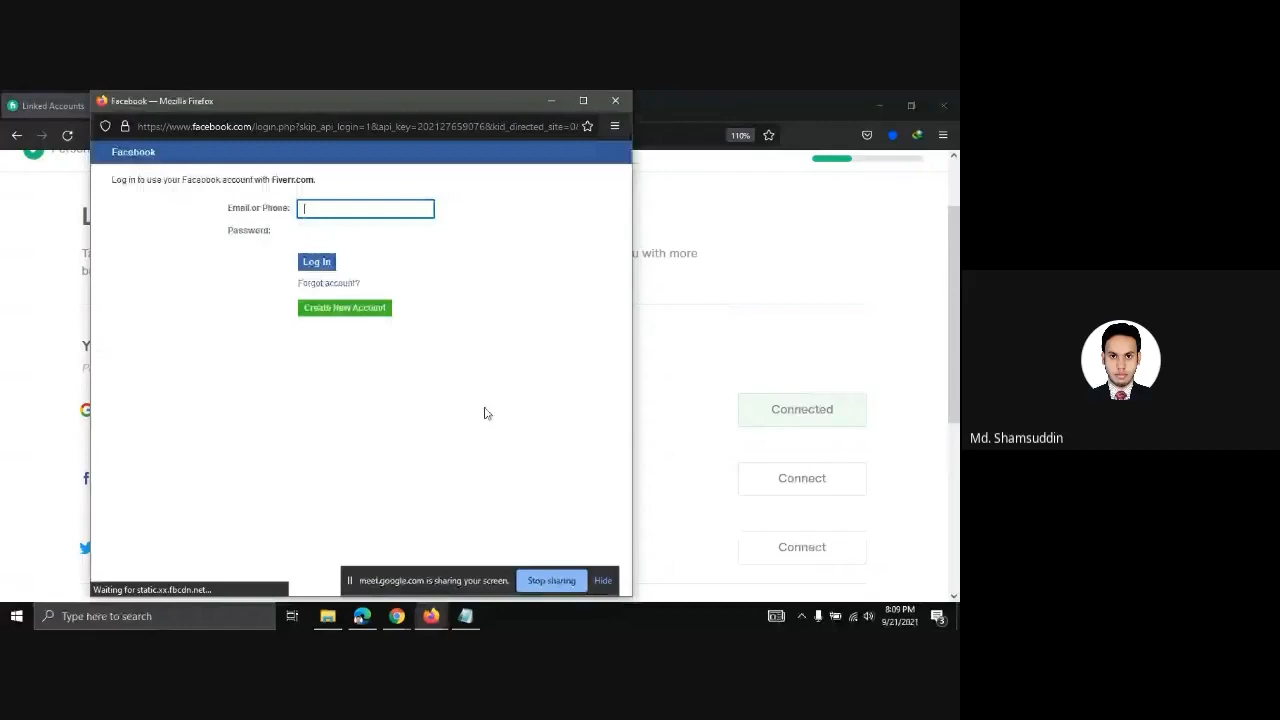 Linked Accounts
Facebook — Mozilla Firefox
https://www.facebook.com/login.php?skip_api_login=1&api_key=202127659076&kid_directed_site=0/
110%
Facebook
Log in to use your Facebook account with Fiverr.com.
Email or Phone:
Password:
Log In
Forgot account?
Create New Account
u with more
Connected
Connect
Connect
Md. Shamsuddin
Waiting for static.xx.fbcdn.net...
meet.google.com is sharing your screen.
Stop sharing
Hide
Type here to search
8:09 PM
9/21/2021
3